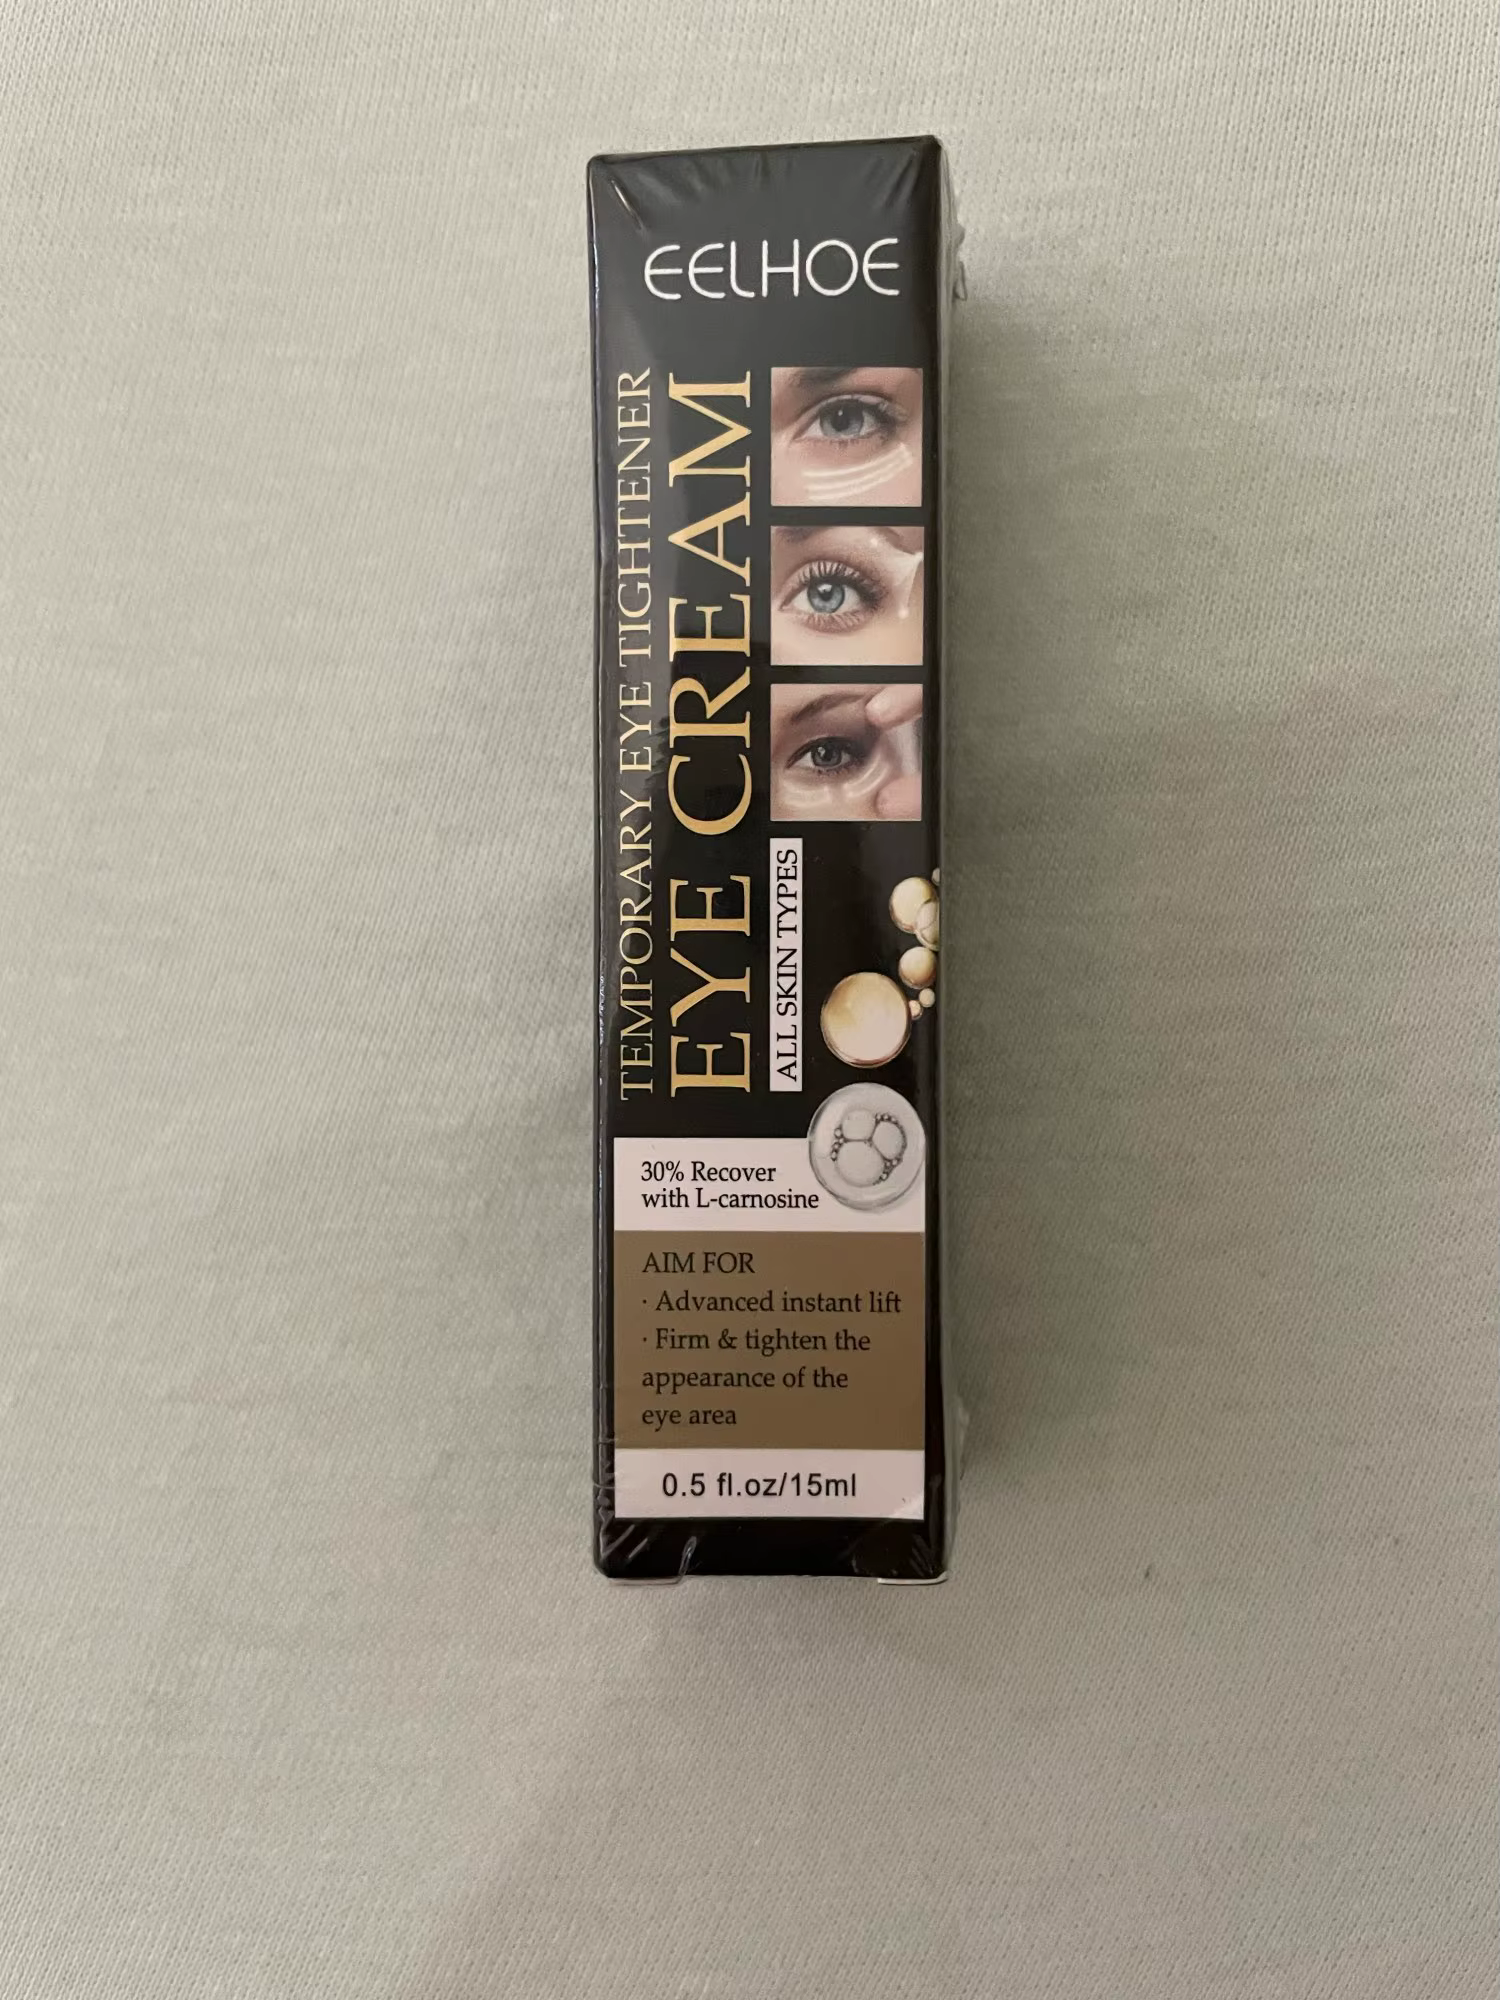 EELHOE
TEMPORARY EYE TIGHTENER
EYE CREAM
ALL SKIN TYPES
30% Recover
with L-carnosine
AIM FOR
· Advanced instant lift
· Firm & tighten the
appearance of the
eye area
0.5 fl.oz/15ml